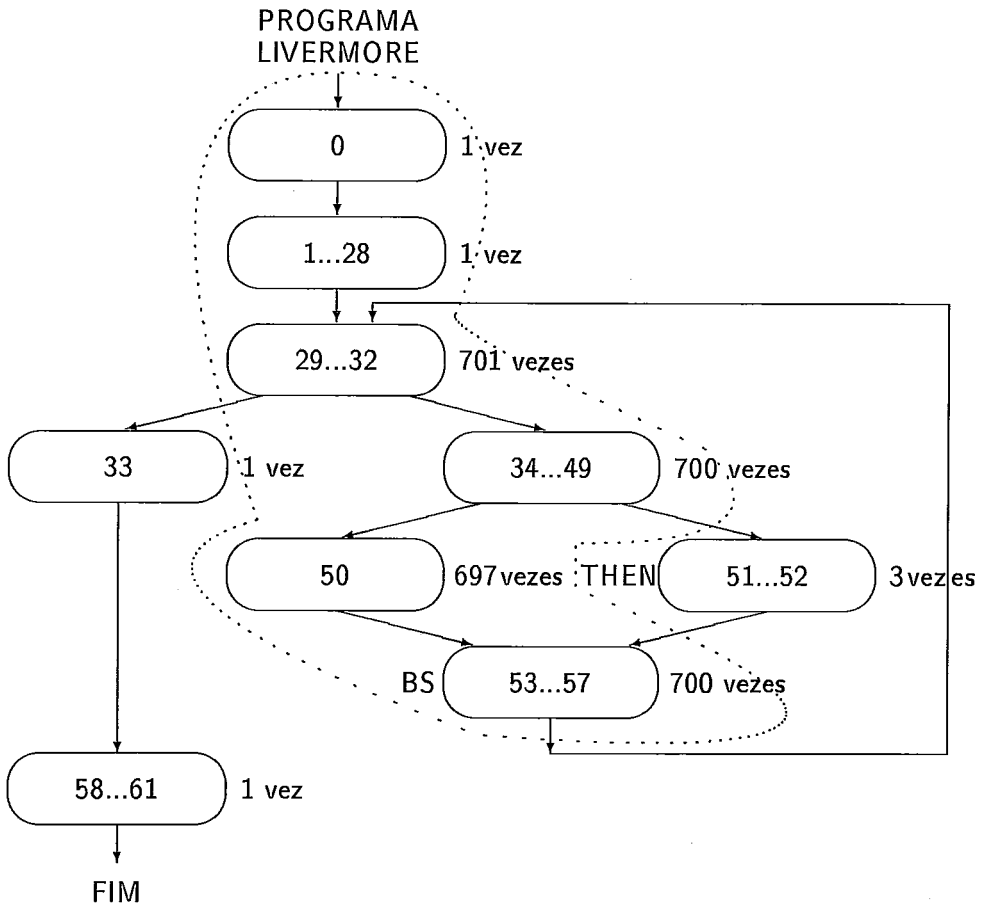 PROGRAMA
LIVERMORE
0 1 vez
1...28 1 vez
29...32 701 vezes
33 1 vez 34...49 700 vezes
50 697 vezes THEN 51...52 3 vezes
BS 53...57 700 vezes
58...61 1 vez
FIM